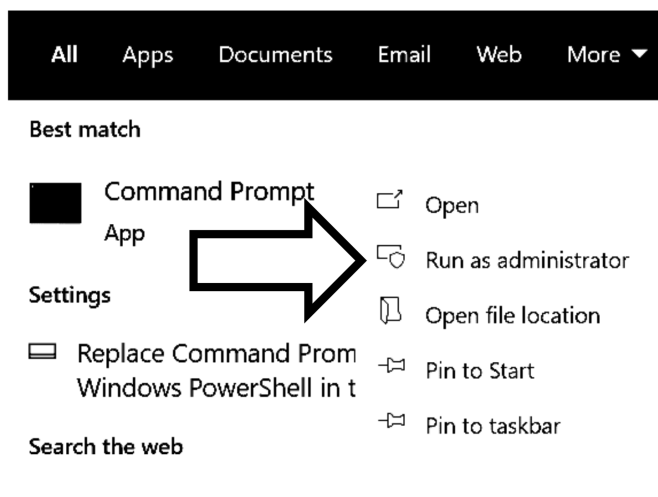 All Apps Documents Email Web More
Best match
Command Prompt
App
Settings
Replace Command Prom
Windows PowerShell in t
Search the web
Open
Run as administrator
Open file location
Pin to Start
Pin to taskbar